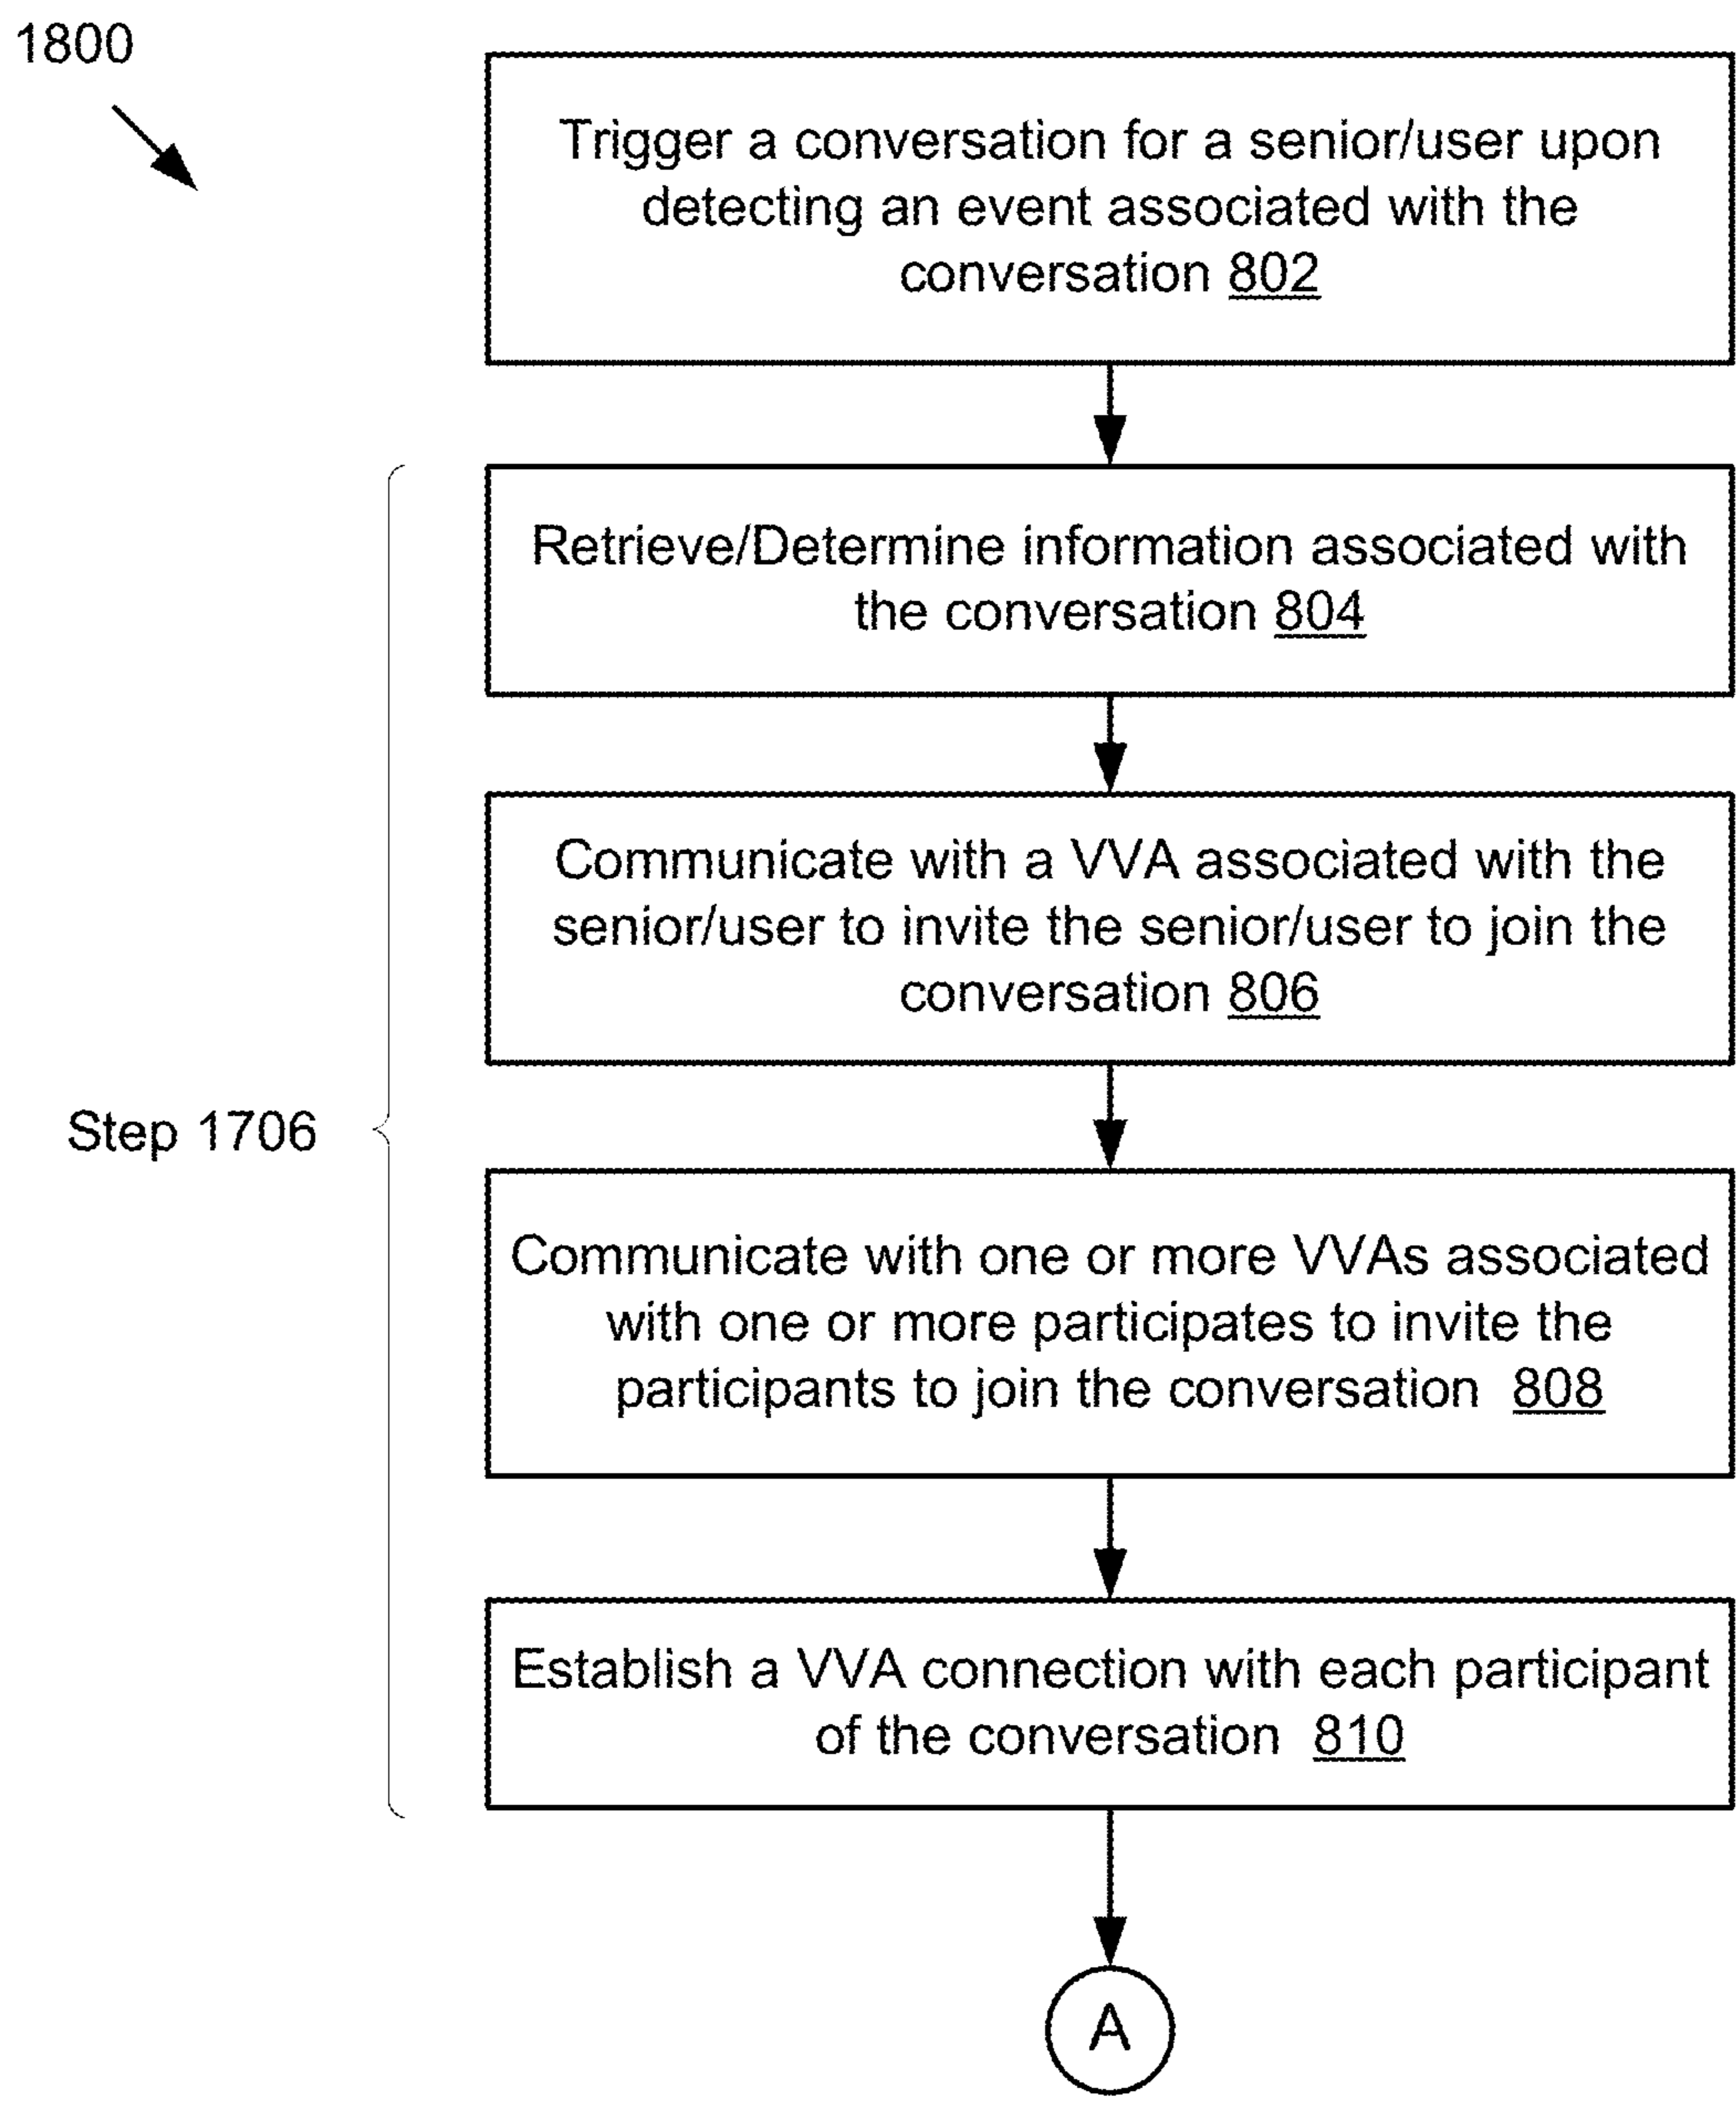 1800
Trigger a conversation for a senior/user upon
detecting an event associated with the
conversation 802
Retrieve/Determine information associated with
the conversation 804
Communicate with a VVA associated with the
senior/user to invite the senior/user to join the
conversation 806
Step 1706
Communicate with one or more VVAs associated
with one or more participates to invite the
participants to join the conversation 808
Establish a VVA connection with each participant
of the conversation 810
A